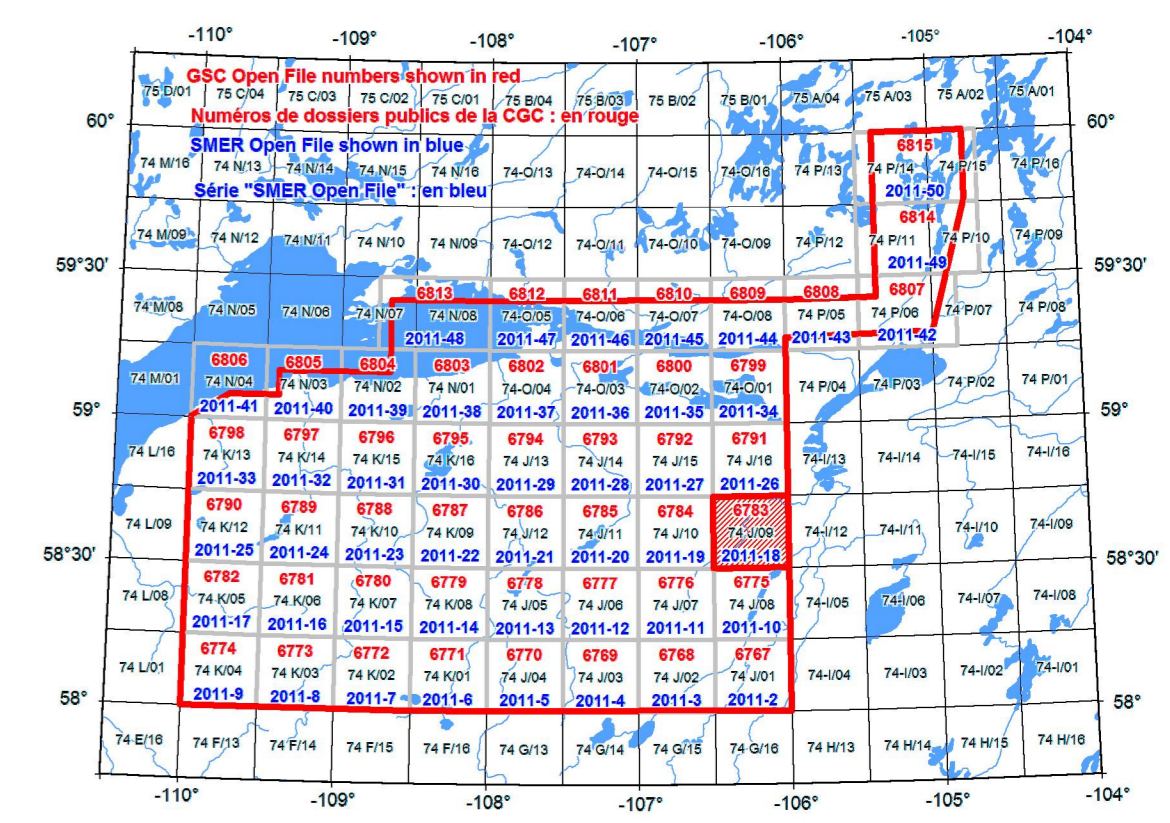 -110° -109° -108° -107° -106° -105° -104°
GSC Open File numbers shown in red
75 D/01 75 C/04 75 C/03 75 C/02 75 C/01 75 B/04 75 B/03 75 B/02 75 B/01 75 A/04 75 A/03 75 A/02 75 A/01
Numéros de dossiers publics de la CGC : en rouge
60° 60°
SMER Open File shown in blue
6815
74 M/16 74 N/13 74 N/14 74 N/15 74 N/16 74-O/13 74-O/14 74-O/15 74-O/16 74 P/13 74 P/14 74 P/15 74 P/16
Série "SMER Open File" : en bleu
2011-50
6814
74 M/09 74 N/12 74 N/11 74 N/10 74 N/09 74-O/12 74-O/11 74-O/10 74-O/09 74 P/12 74 P/11 74 P/10 74 P/09
2011-49
59°30' 59°30'
6813 6812 6811 6810 6809 6808 6807
74 M/08 74 N/05 74 N/06 74 N/07 74 N/08 74-O/05 74-O/06 74-O/07 74-O/08 74 P/05 74 P/06 74 P/07 74 P/08
2011-48 2011-47 2011-46 2011-45 2011-44 2011-43 2011-42
6806 6805 6804 6803 6802 6801 6800 6799
74 M/01 74 N/04 74 N/03 74 N/02 74 N/01 74-O/04 74-O/03 74-O/02 74-O/01 74 P/04 74 P/03 74 P/02 74 P/01
2011-41 2011-40 2011-39 2011-38 2011-37 2011-36 2011-35 2011-34
59° 59°
6798 6797 6796 6795 6794 6793 6792 6791
74 L/16 74 K/13 74 K/14 74 K/15 74 K/16 74 J/13 74 J/14 74 J/15 74 J/16 74-I/13 74-I/14 74-I/15 74-I/16
2011-33 2011-32 2011-31 2011-30 2011-29 2011-28 2011-27 2011-26
6790 6789 6788 6787 6786 6785 6784 6783
74 L/09 74 K/12 74 K/11 74 K/10 74 K/09 74 J/12 74 J/11 74 J/10 74 J/09 74-I/12 74-I/11 74-I/10 74-I/09
2011-25 2011-24 2011-23 2011-22 2011-21 2011-20 2011-19 2011-18
58°30' 58°30'
6782 6781 6780 6779 6778 6777 6776 6775
74 L/08 74 K/05 74 K/06 74 K/07 74 K/08 74 J/05 74 J/06 74 J/07 74 J/08 74-I/05 74-I/06 74-I/07 74-I/08
2011-17 2011-16 2011-15 2011-14 2011-13 2011-12 2011-11 2011-10
6774 6773 6772 6771 6770 6769 6768 6767
74 L/01 74 K/04 74 K/03 74 K/02 74 K/01 74 J/04 74 J/03 74 J/02 74 J/01 74-I/04 74-I/03 74-I/02 74-I/01
2011-9 2011-8 2011-7 2011-6 2011-5 2011-4 2011-3 2011-2
58° 58°
74 E/16 74 F/13 74 F/14 74 F/15 74 F/16 74 G/13 74 G/14 74 G/15 74 G/16 74 H/13 74 H/14 74 H/15 74 H/16
-110° -109° -108° -107° -106° -105° -104°